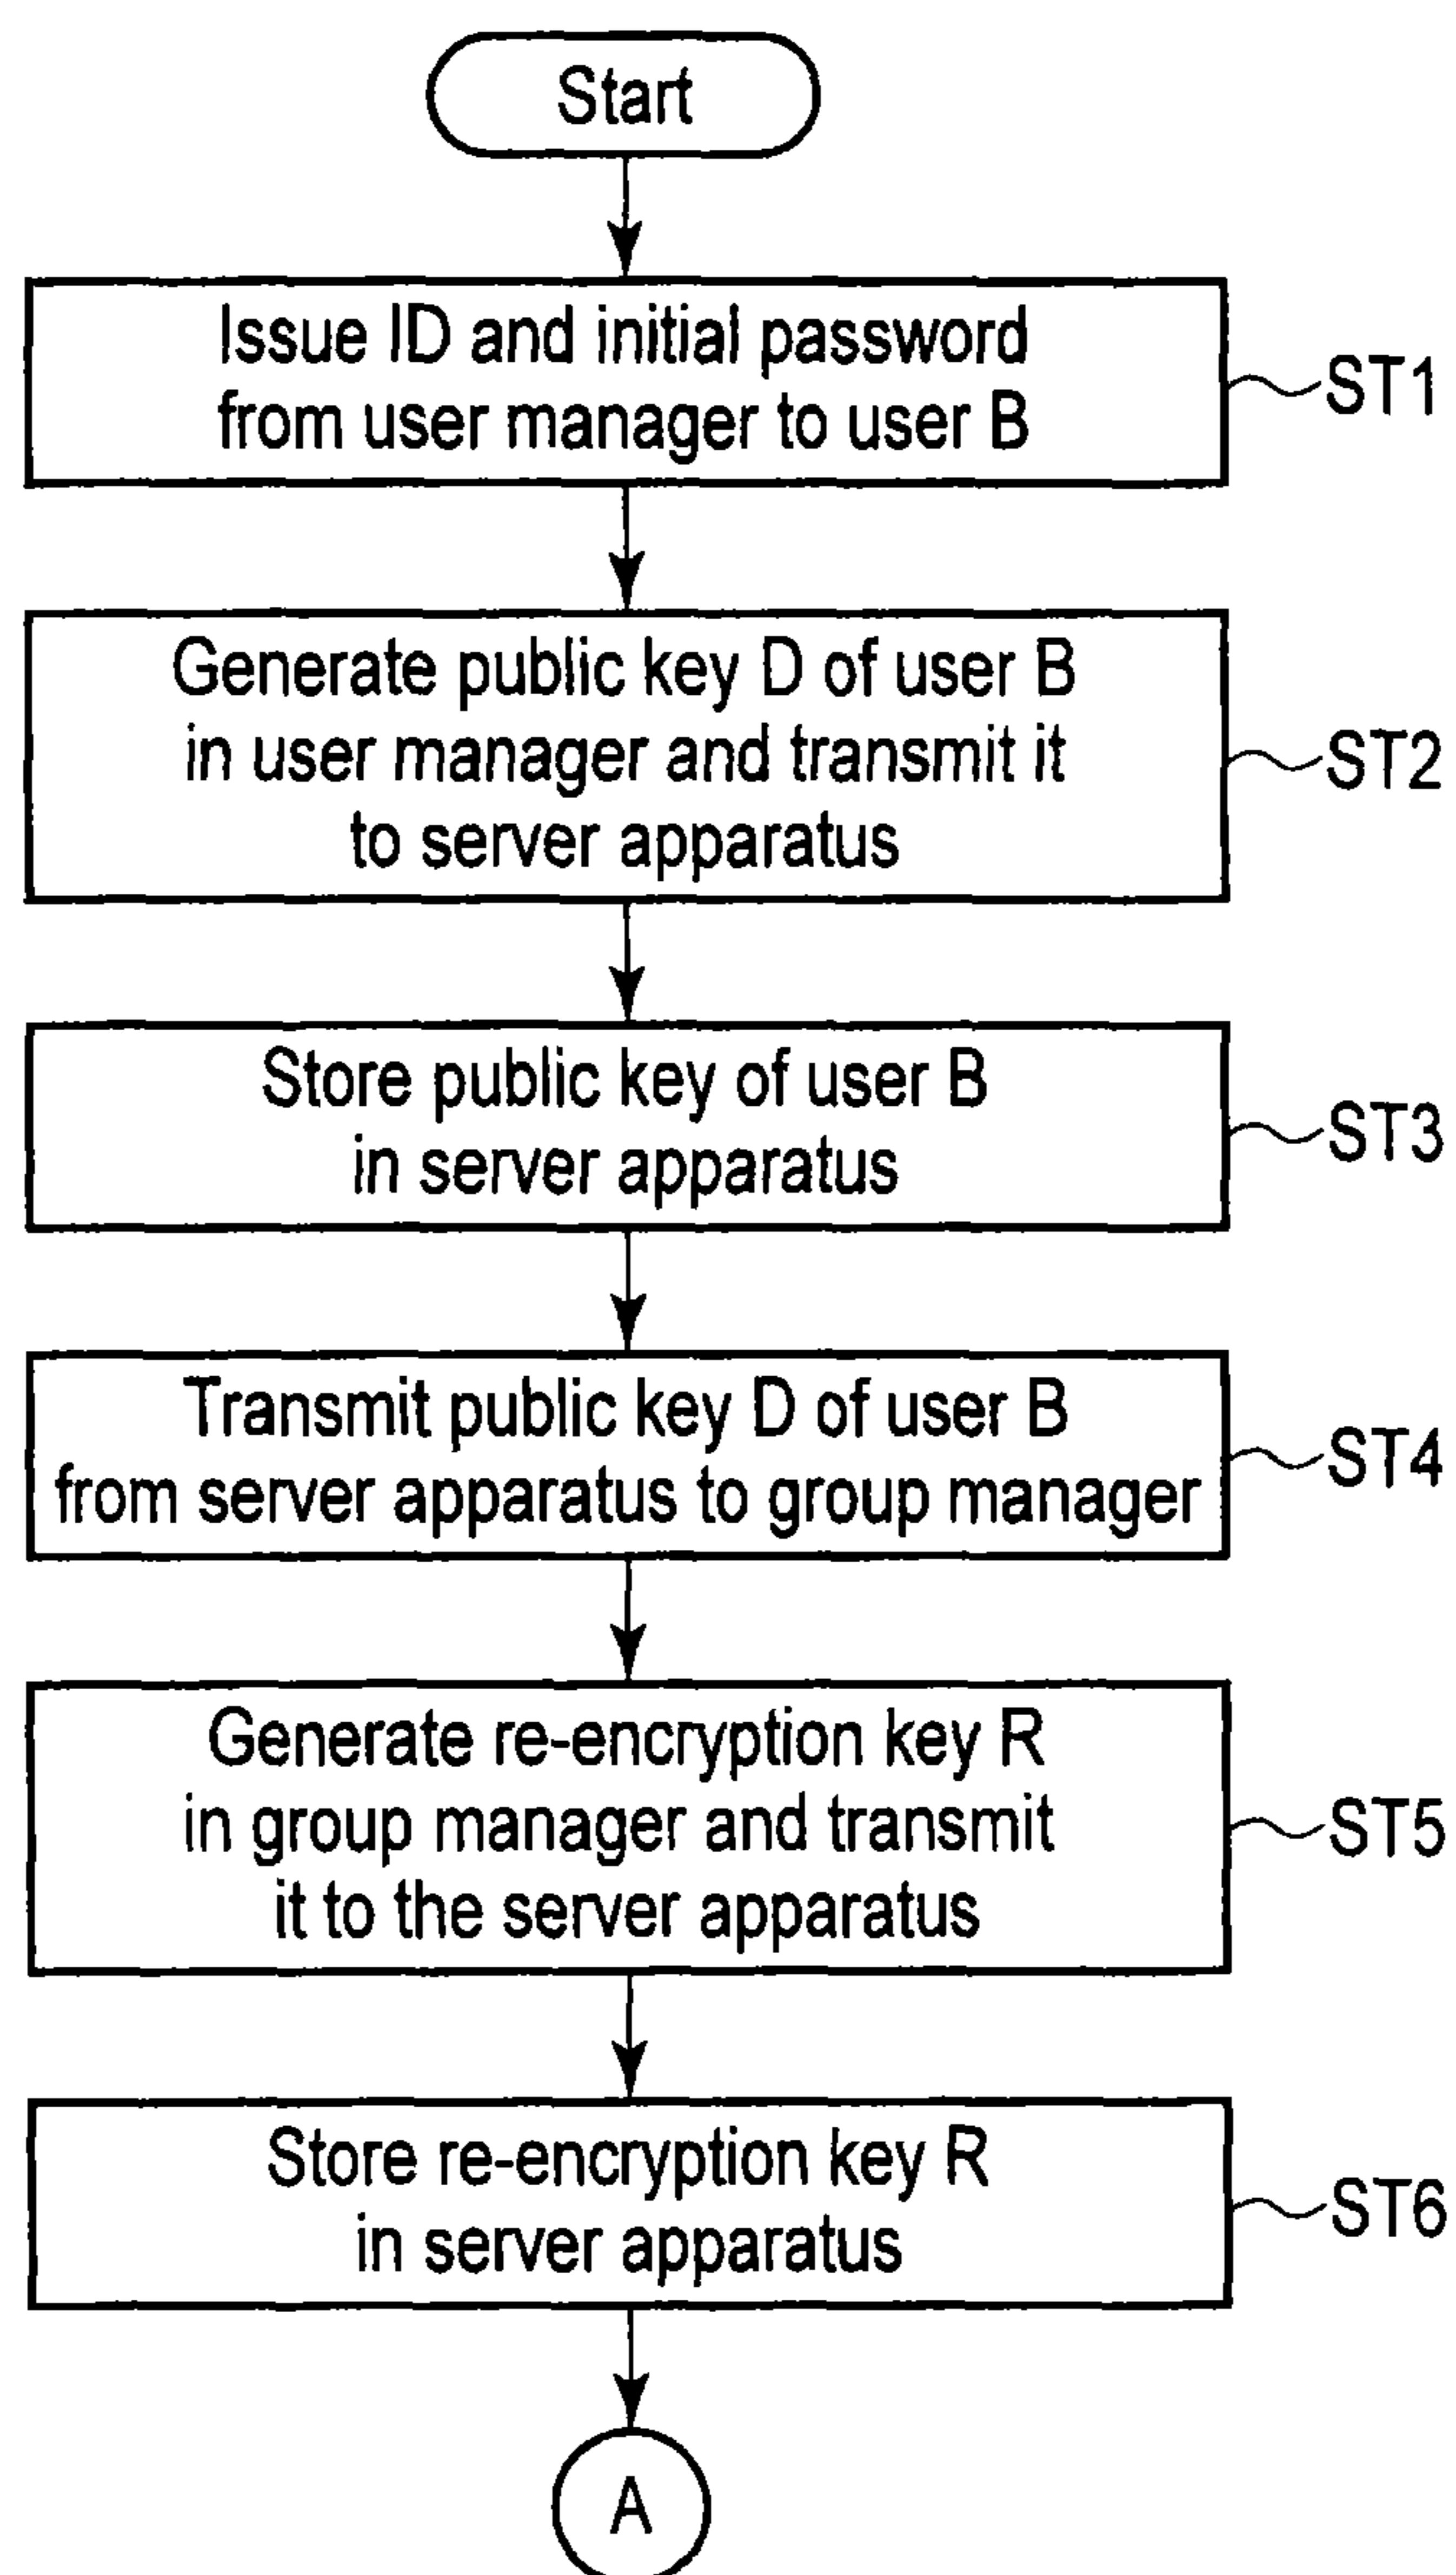 Start
Issue ID and initial password
from user manager to user B
ST1
Generate public key D of user B
in user manager and transmit it
to server apparatus
ST2
Store public key of user B
in server apparatus
ST3
Transmit public key D of user B
from server apparatus to group manager
ST4
Generate re-encryption key R
in group manager and transmit
it to the server apparatus
ST5
Store re-encryption key R
in server apparatus
ST6
A